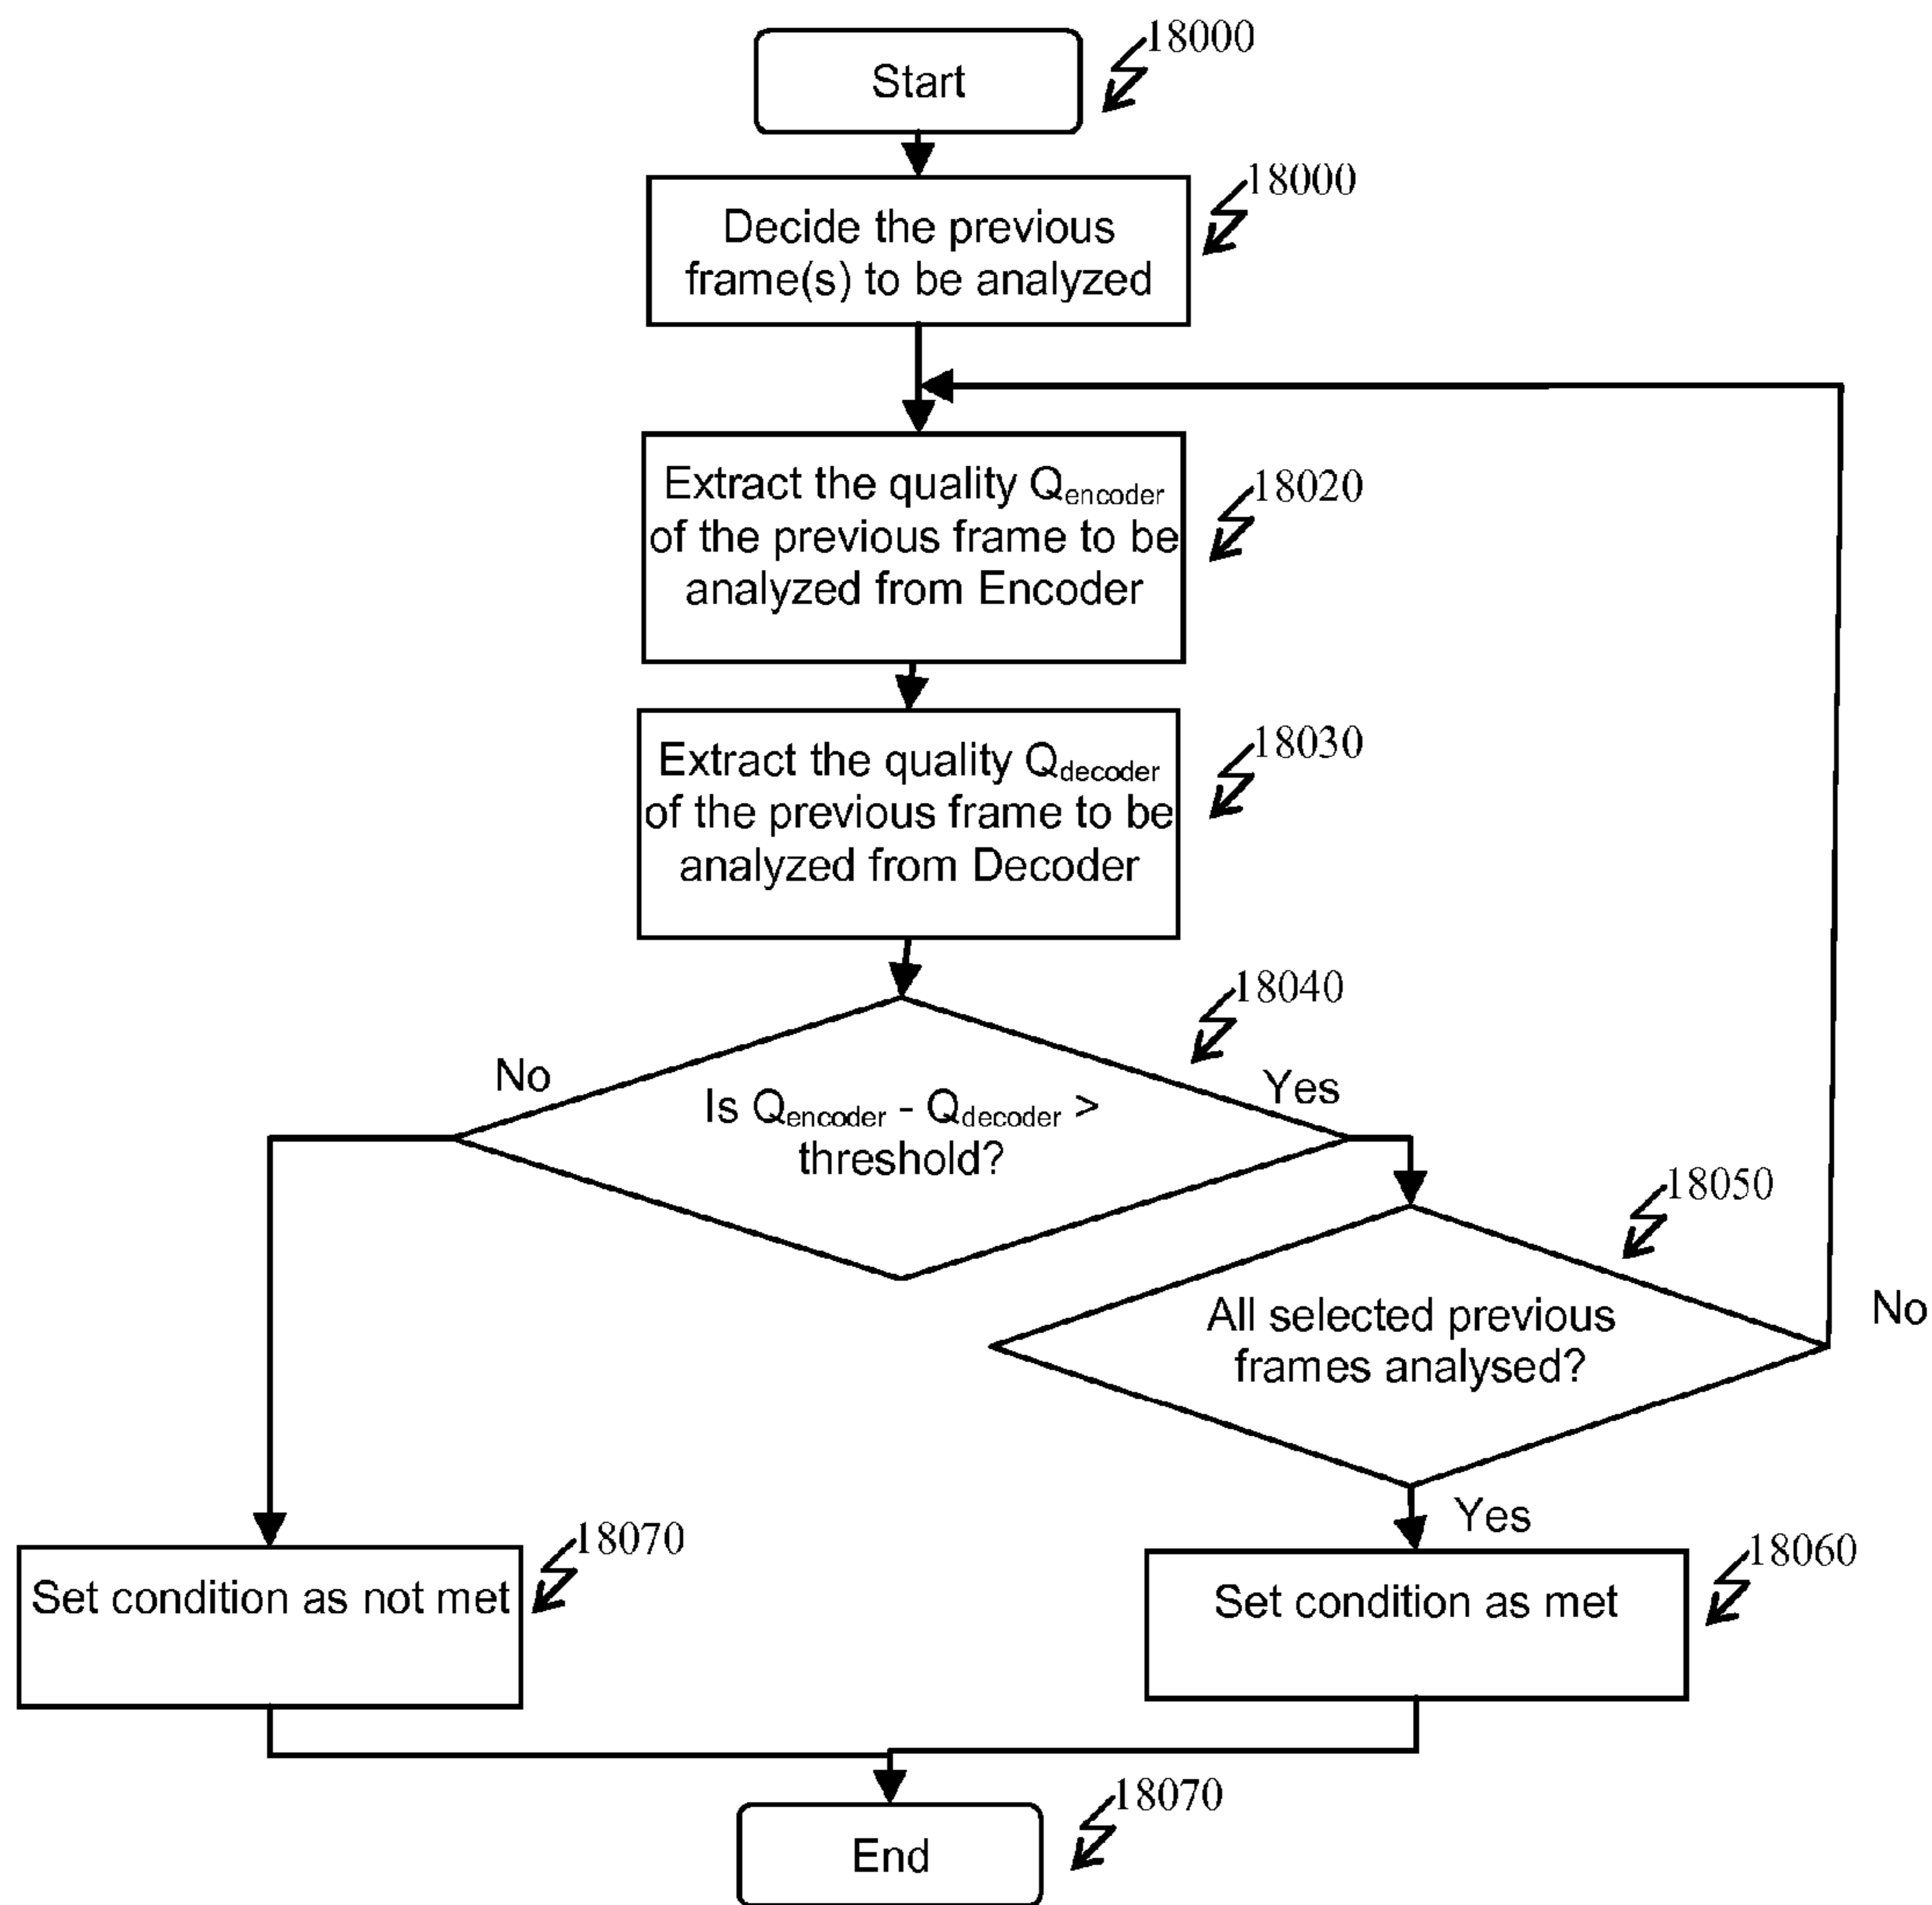 18000
Start
18000
Decide the previous
frame(s) to be analyzed
Extract the quality Qencoder
of the previous frame to be
analyzed from Encoder
18020
Extract the quality Qdecoder
of the previous frame to be
analyzed from Decoder
18030
18040
No
Yes
Is Qencoder - Qdecoder >
threshold?
18050
All selected previous
frames analysed?
No
Yes
18070
Set condition as not met
18060
Set condition as met
18070
End